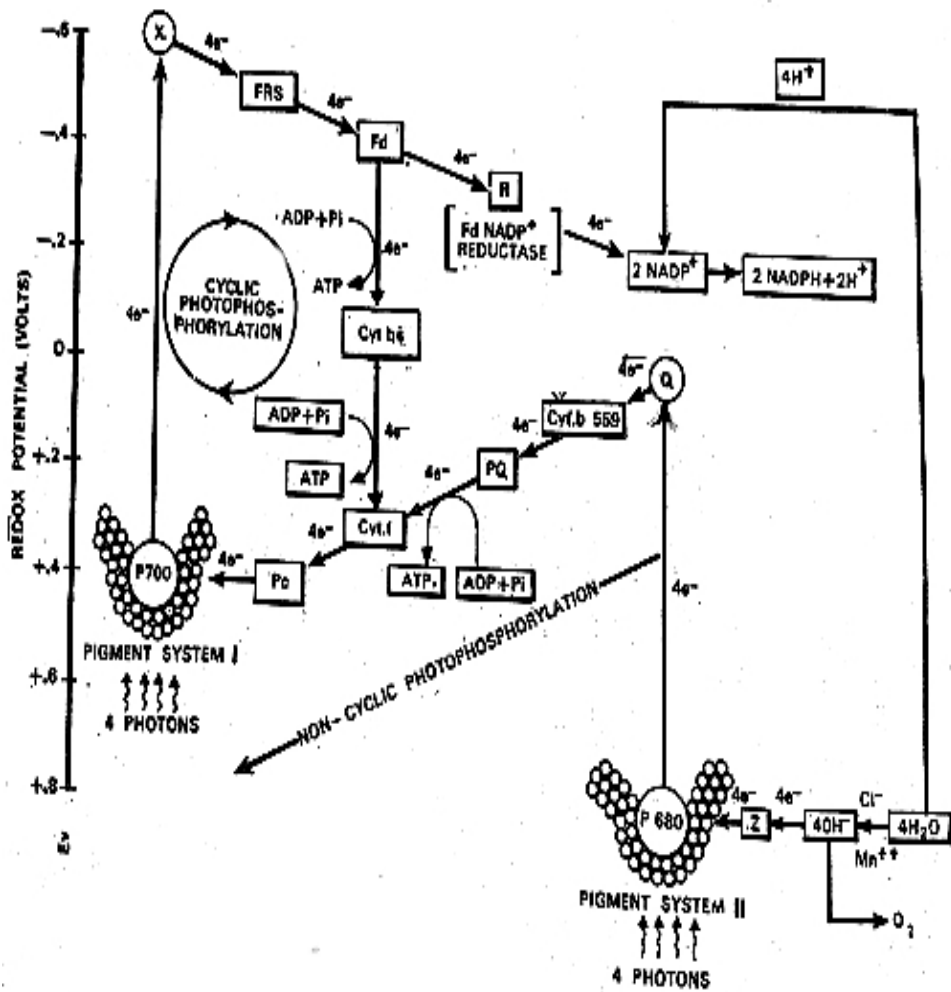 -.6
X
4e⁻
FRS
4e⁻
-.4
Fd
4e⁻
R
4H⁺
[Fd NADP⁺
REDUCTASE]
4e⁻
2 NADP⁺
2 NADPH+2H⁺
ADP+Pi
4e⁻
ATP
-.2
CYCLIC
PHOTOPHOS-
PHORYLATION
4e⁻
REDOX POTENTIAL (VOLTS)
0
Cyt b6
ADP+Pi
4e⁻
ATP
Q
4e⁻
Cyt.b 559
4e⁻
PQ
4e⁻
+.2
Cyt.f
ATP
ADP+Pi
4e⁻
Pc
4e⁻
P700
+.4
PIGMENT SYSTEM I
4 PHOTONS
+.6
NON-CYCLIC PHOTOPHOSPHORYLATION
4e⁻
+.8
P 680
4e⁻
Z
4e⁻
4OH⁻
Cl⁻
Mn⁺⁺
4H₂O
O₂
PIGMENT SYSTEM II
4 PHOTONS